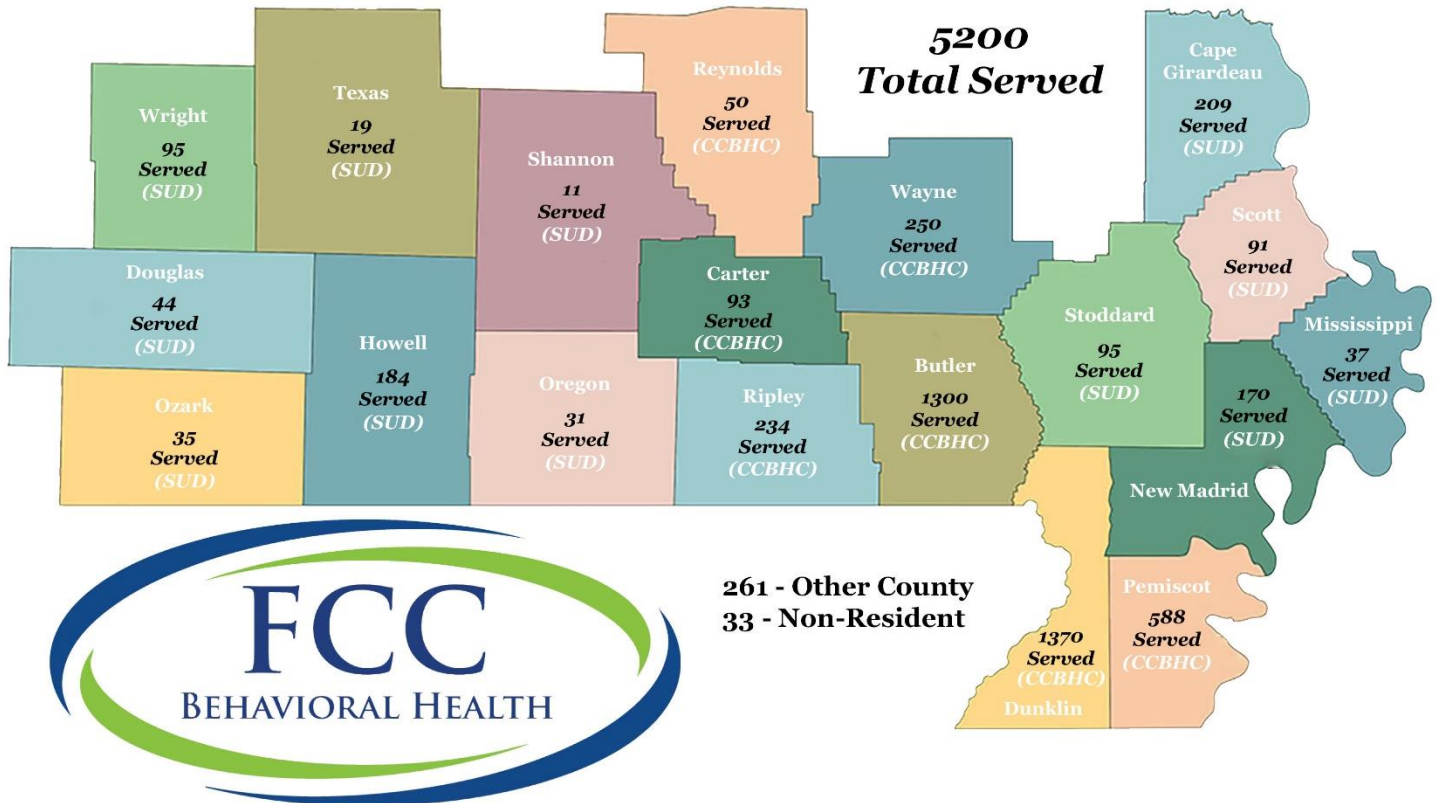 5200
Total Served
Wright
95
Served
(SUD)
Texas
19
Served
(SUD)
Shannon
11
Served
(SUD)
Reynolds
50
Served
(CCBHC)
Wayne
250
Served
(CCBHC)
Cape
Girardeau
209
Served
(SUD)
Scott
91
Served
(SUD)
Douglas
44
Served
(SUD)
Howell
184
Served
(SUD)
Carter
93
Served
(CCBHC)
Stoddard
95
Served
(SUD)
Mississippi
37
Served
(SUD)
Ozark
35
Served
(SUD)
Oregon
31
Served
(SUD)
Ripley
234
Served
(CCBHC)
Butler
1300
Served
(CCBHC)
170
Served
(SUD)
New Madrid
FCC
BEHAVIORAL HEALTH
261 - Other County
33 - Non-Resident
1370
Served
(CCBHC)
Dunklin
Pemiscot
588
Served
(CCBHC)